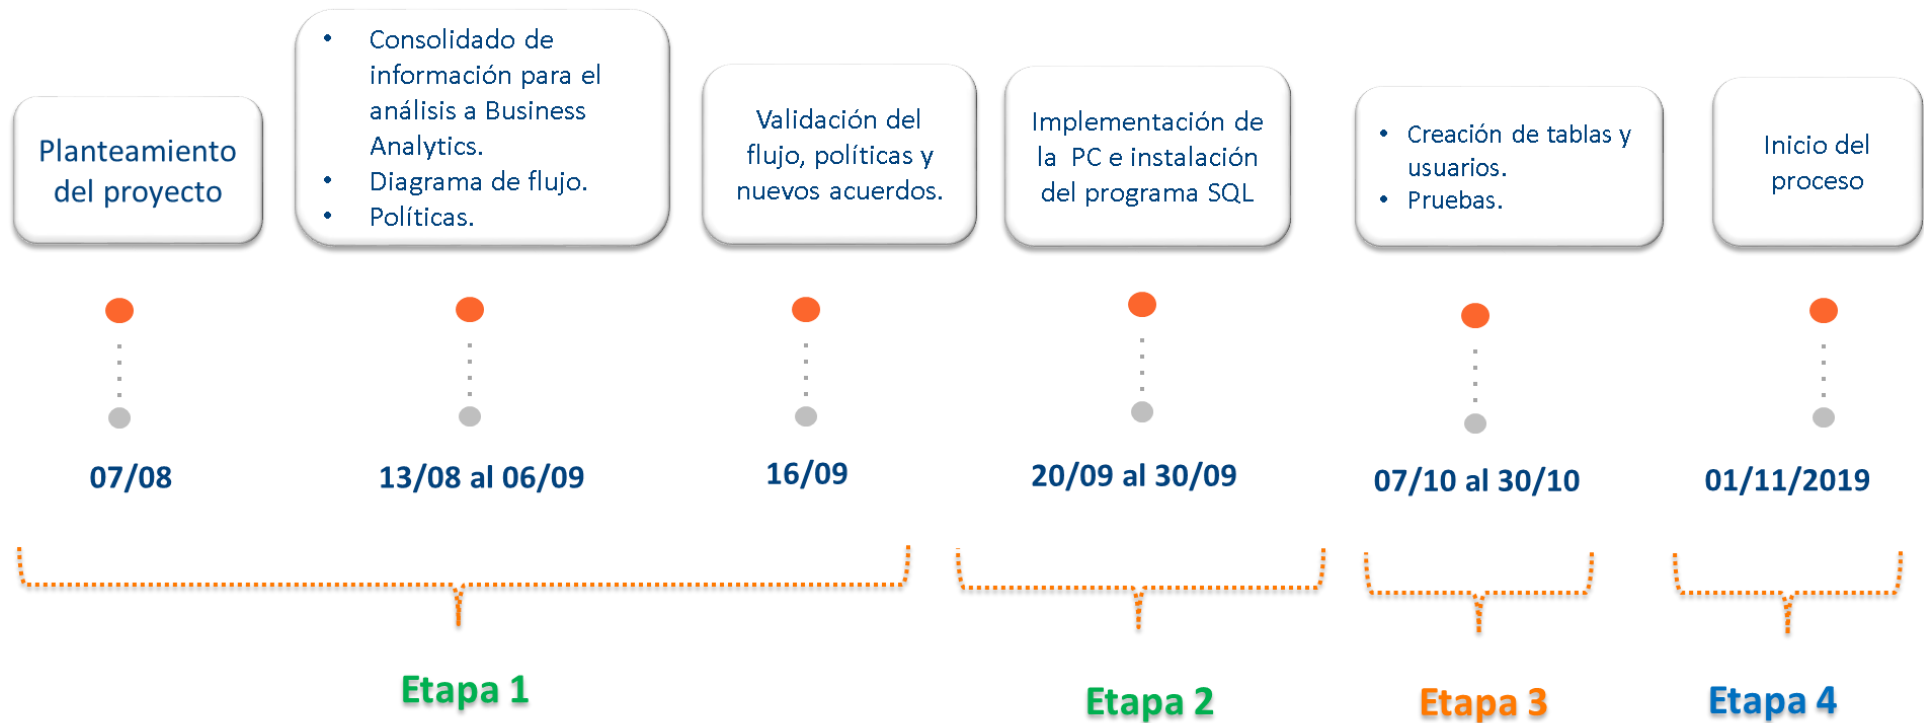 Planteamiento
del proyecto
• Consolidado de
información para el
análisis a Business
Analytics.
• Diagrama de flujo.
• Políticas.
Validación del
flujo, políticas y
nuevos acuerdos.
Implementación de
la PC e instalación
del programa SQL
• Creación de tablas y
usuarios.
• Pruebas.
Inicio del
proceso
07/08
13/08 al 06/09
16/09
20/09 al 30/09
07/10 al 30/10
01/11/2019
Etapa 1
Etapa 2
Etapa 3
Etapa 4